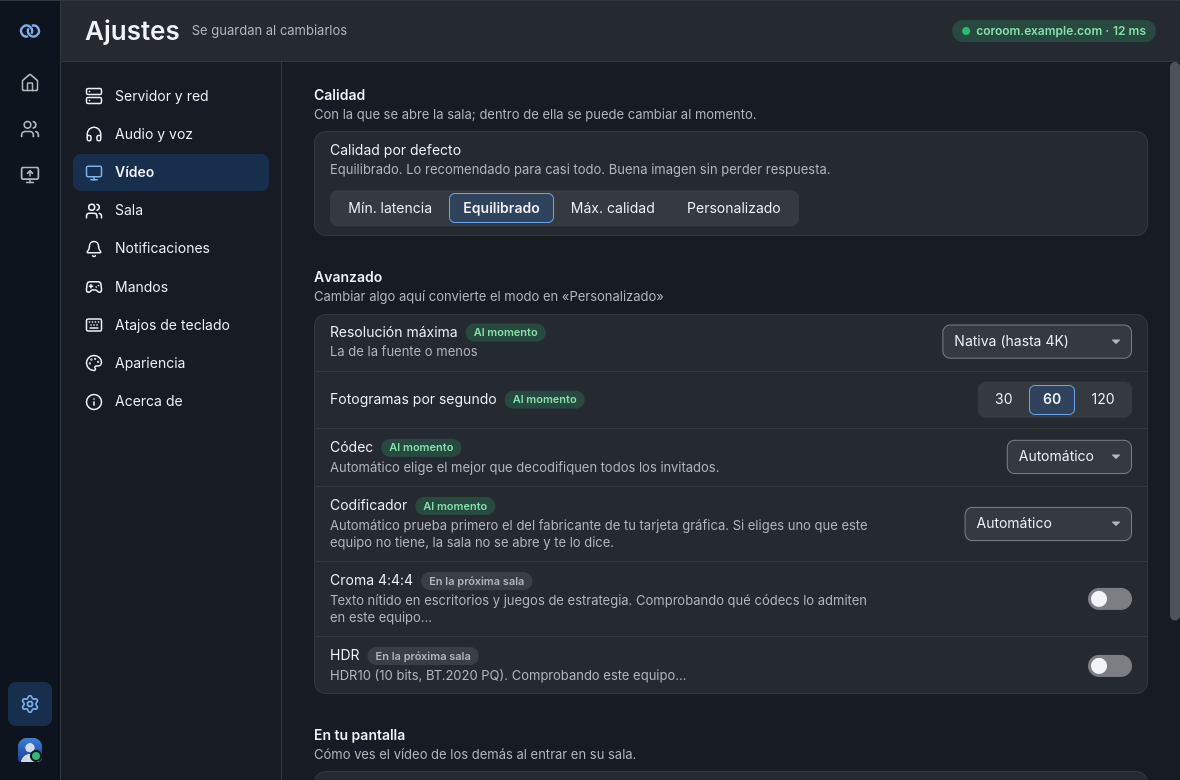 Ajustes
Se guardan al cambiarlos
coroom.example.com · 12 ms
Servidor y red
Audio y voz
Vídeo
Sala
Notificaciones
Mandos
Atajos de teclado
Apariencia
Acerca de
Calidad
Con la que se abre la sala; dentro de ella se puede cambiar al momento.
Calidad por defecto
Equilibrado. Lo recomendado para casi todo. Buena imagen sin perder respuesta.
Mín. latencia
Equilibrado
Máx. calidad
Personalizado
Avanzado
Cambiar algo aquí convierte el modo en «Personalizado»
Resolución máxima
Al momento
La de la fuente o menos
Nativa (hasta 4K)
Fotogramas por segundo
Al momento
30
60
120
Códec
Al momento
Automático elige el mejor que decodifiquen todos los invitados.
Automático
Codificador
Al momento
Automático prueba primero el del fabricante de tu tarjeta gráfica. Si eliges uno que este
equipo no tiene, la sala no se abre y te lo dice.
Automático
Croma 4:4:4
En la próxima sala
Texto nítido en escritorios y juegos de estrategia. Comprobando qué códecs lo admiten
en este equipo…
HDR
En la próxima sala
HDR10 (10 bits, BT.2020 PQ). Comprobando este equipo…
En tu pantalla
Cómo ves el vídeo de los demás al entrar en su sala.